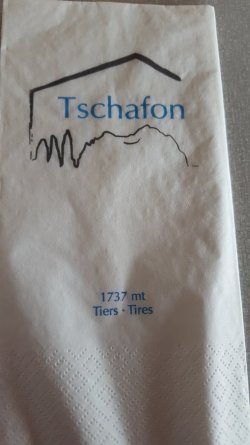 Tschafon
1737 mt
Tiers · Tires